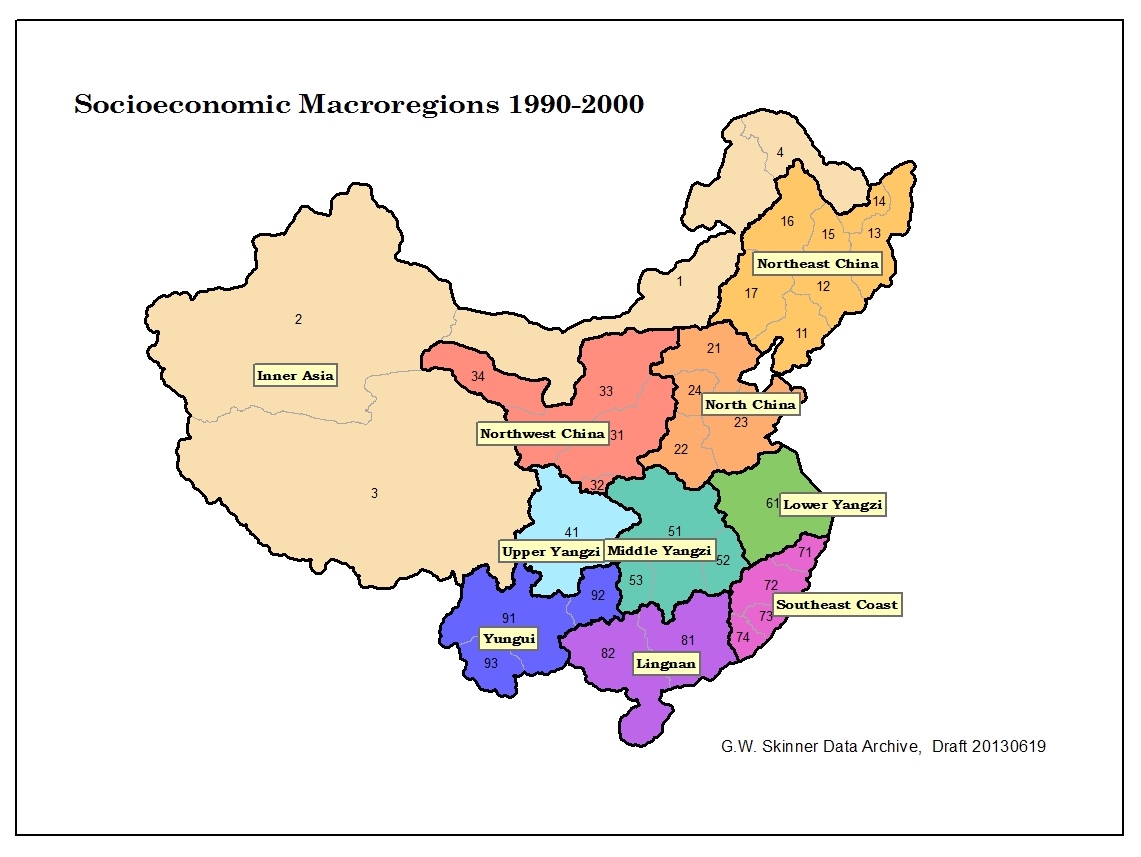 Socioeconomic Macroregions 1990-2000
4
14
16
15
13
Northeast China
1
17
12
2
11
21
Inner Asia
34
33
24
North China
23
Northwest China
31
22
32
3
61
Lower Yangzi
41
51
Upper Yangzi
Middle Yangzi
71
52
53
72
92
Southeast Coast
91
73
Yungui
74
81
82
93
Lingnan
G.W. Skinner Data Archive, Draft 20130619